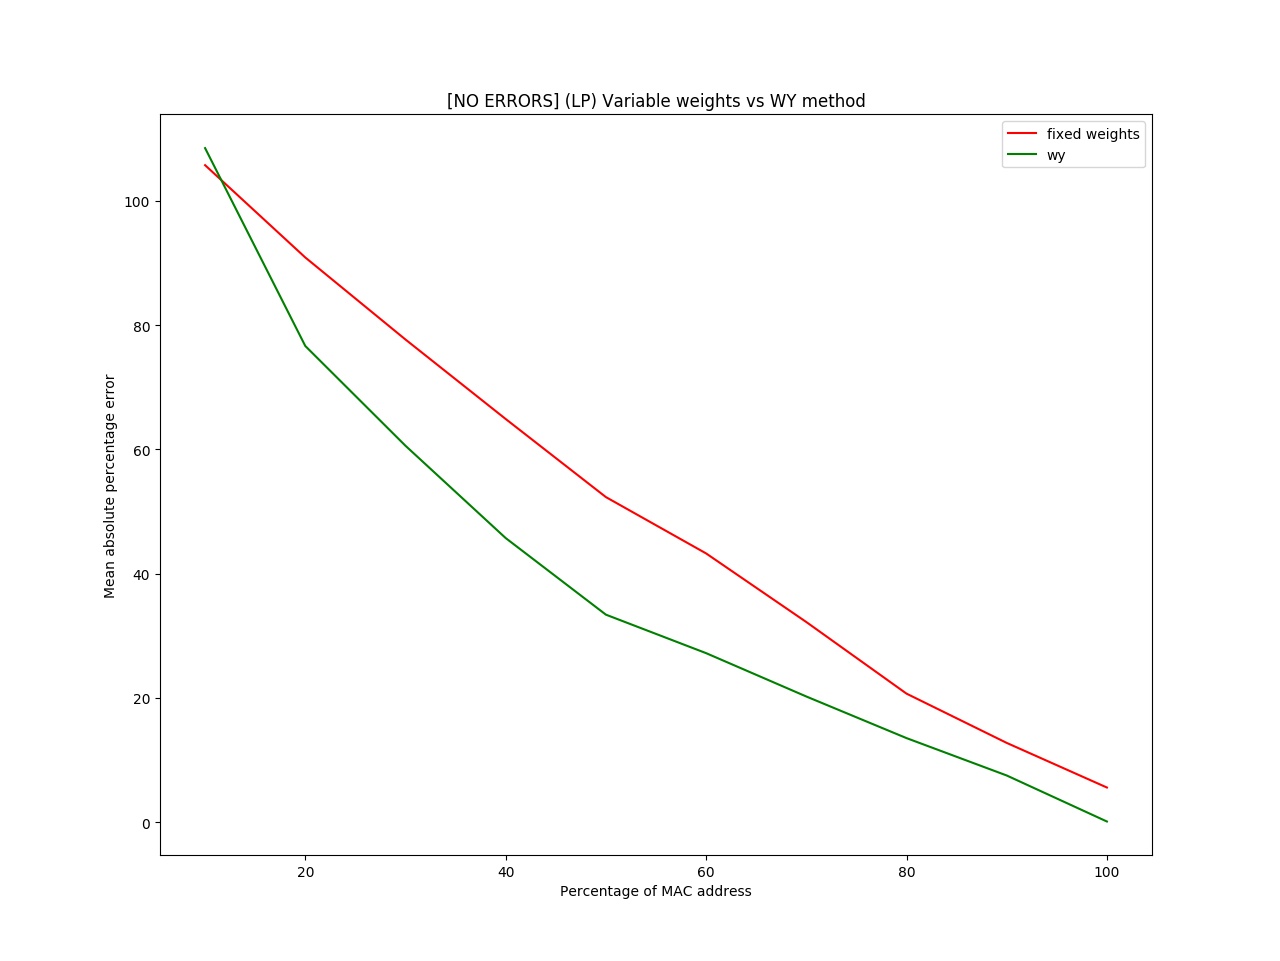 [NO ERRORS] (LP) Variable weights vs WY method
fixed weights
wy
Mean absolute percentage error
100
80
60
40
20
0
20 40 60 80 100
Percentage of MAC address